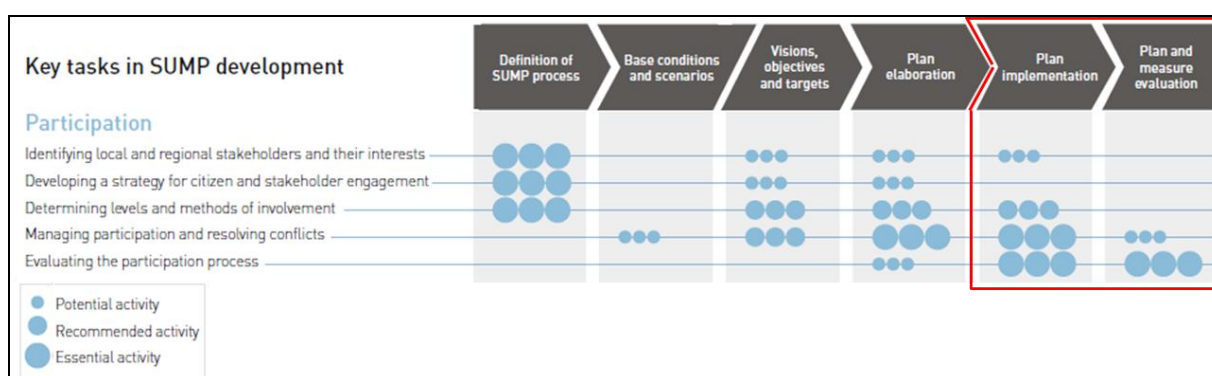 Key tasks in SUMP development
Definition of
SUMP process
Base conditions
and scenarios
Visions,
objectives
and targets
Plan
elaboration
Plan
implementation
Plan and
measure
evaluation
Participation
Identifying local and regional stakeholders and their interests
Developing a strategy for citizen and stakeholder engagement
Determining levels and methods of involvement
Managing participation and resolving conflicts
Evaluating the participation process
Potential activity
Recommended activity
Essential activity